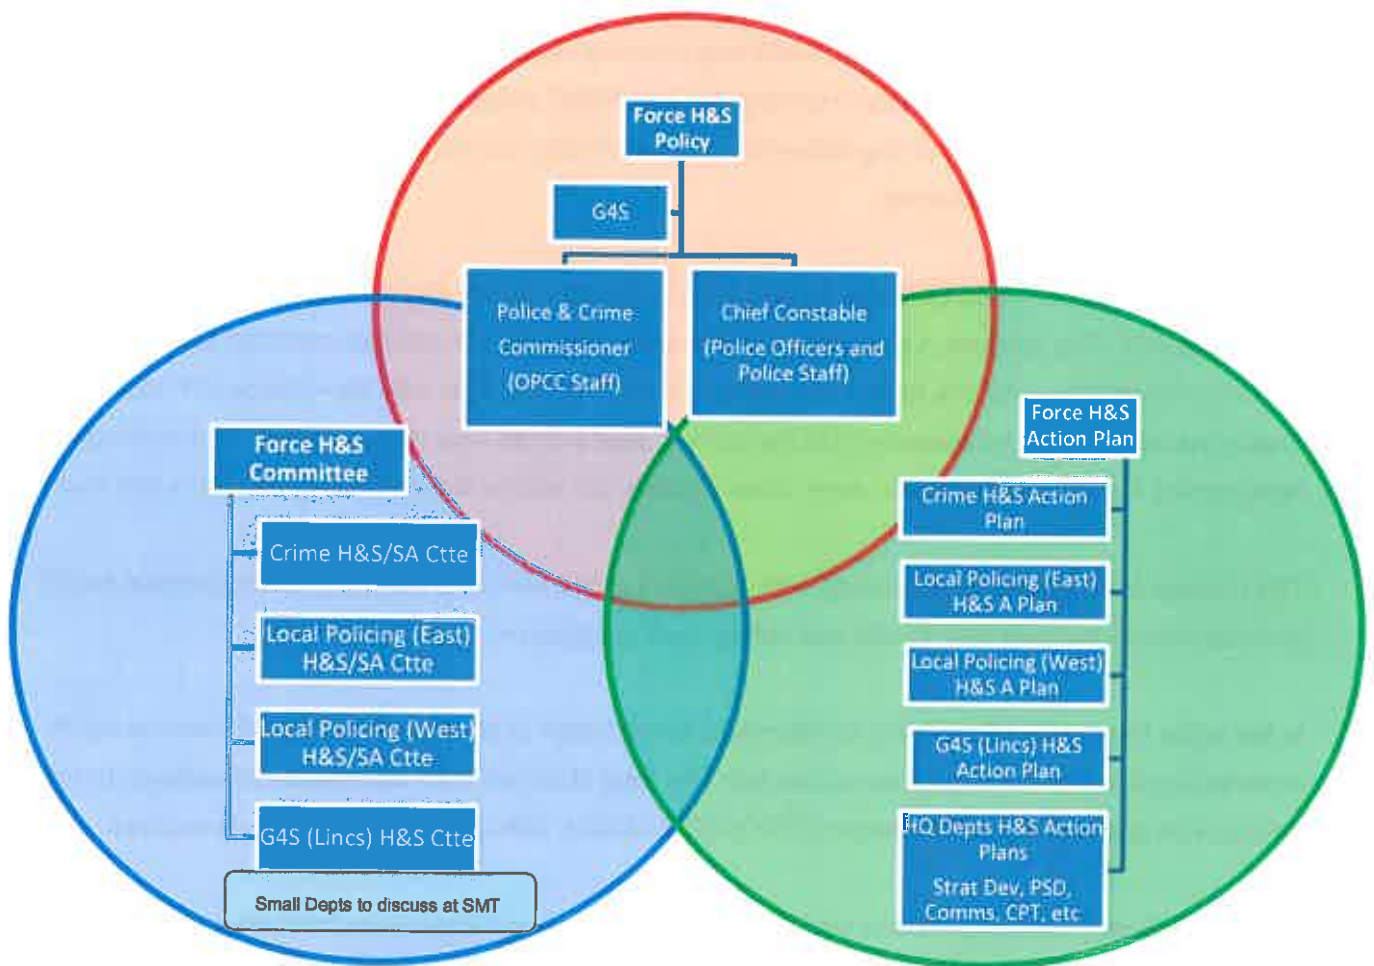 Force H&S
Policy
G4S
Police & Crime
Commissioner
(OPCC Staff)
Chief Constable
(Police Officers and
Police Staff)
Force H&S
Committee
Crime H&S/SA Ctte
Local Policing (East)
H&S/SA Ctte
Local Policing (West)
H&S/SA Ctte
G4S (Lincs) H&S Ctte
Small Depts to discuss at SMT
Force H&S
Action Plan
Crime H&S Action
Plan
Local Policing (East)
H&S A Plan
Local Policing (West)
H&S A Plan
G4S (Lincs) H&S
Action Plan
HQ Depts H&S Action
Plans
Strat Dev, PSD,
Comms, CPT, etc